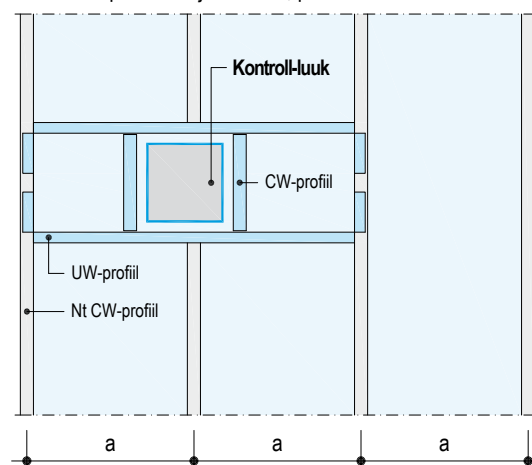 Kontroll-luuk
CW-profiil
UW-profiil
Nt CW-profiil
a a a